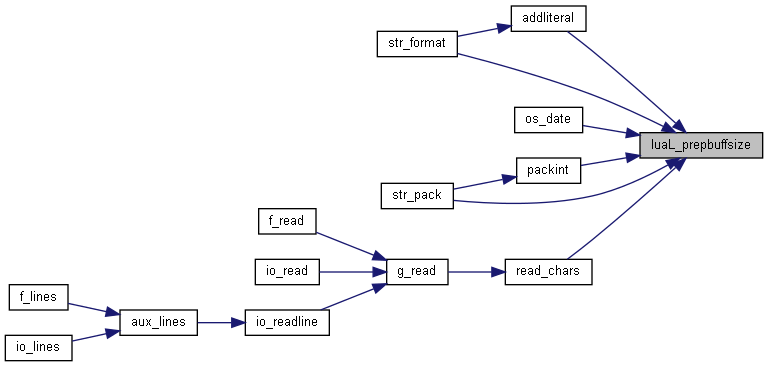 addliteral
str_format
os_date
luaL_prepbuffsize
packint
str_pack
f_read
io_read
g_read
read_chars
f_lines
aux_lines
io_readline
io_lines